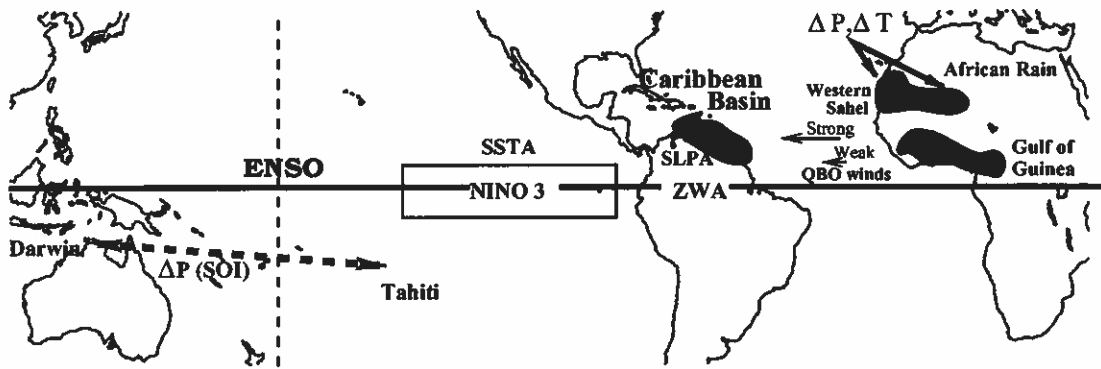 ΔP,ΔT
African Rain
Western
Sahel
Caribbean
Basin
Strong
Weak
QBO winds
Gulf of
Guinea
SSTA
SLPA
ENSO
NINO 3
ZWA
Darwin
ΔP (SOI)
Tahiti